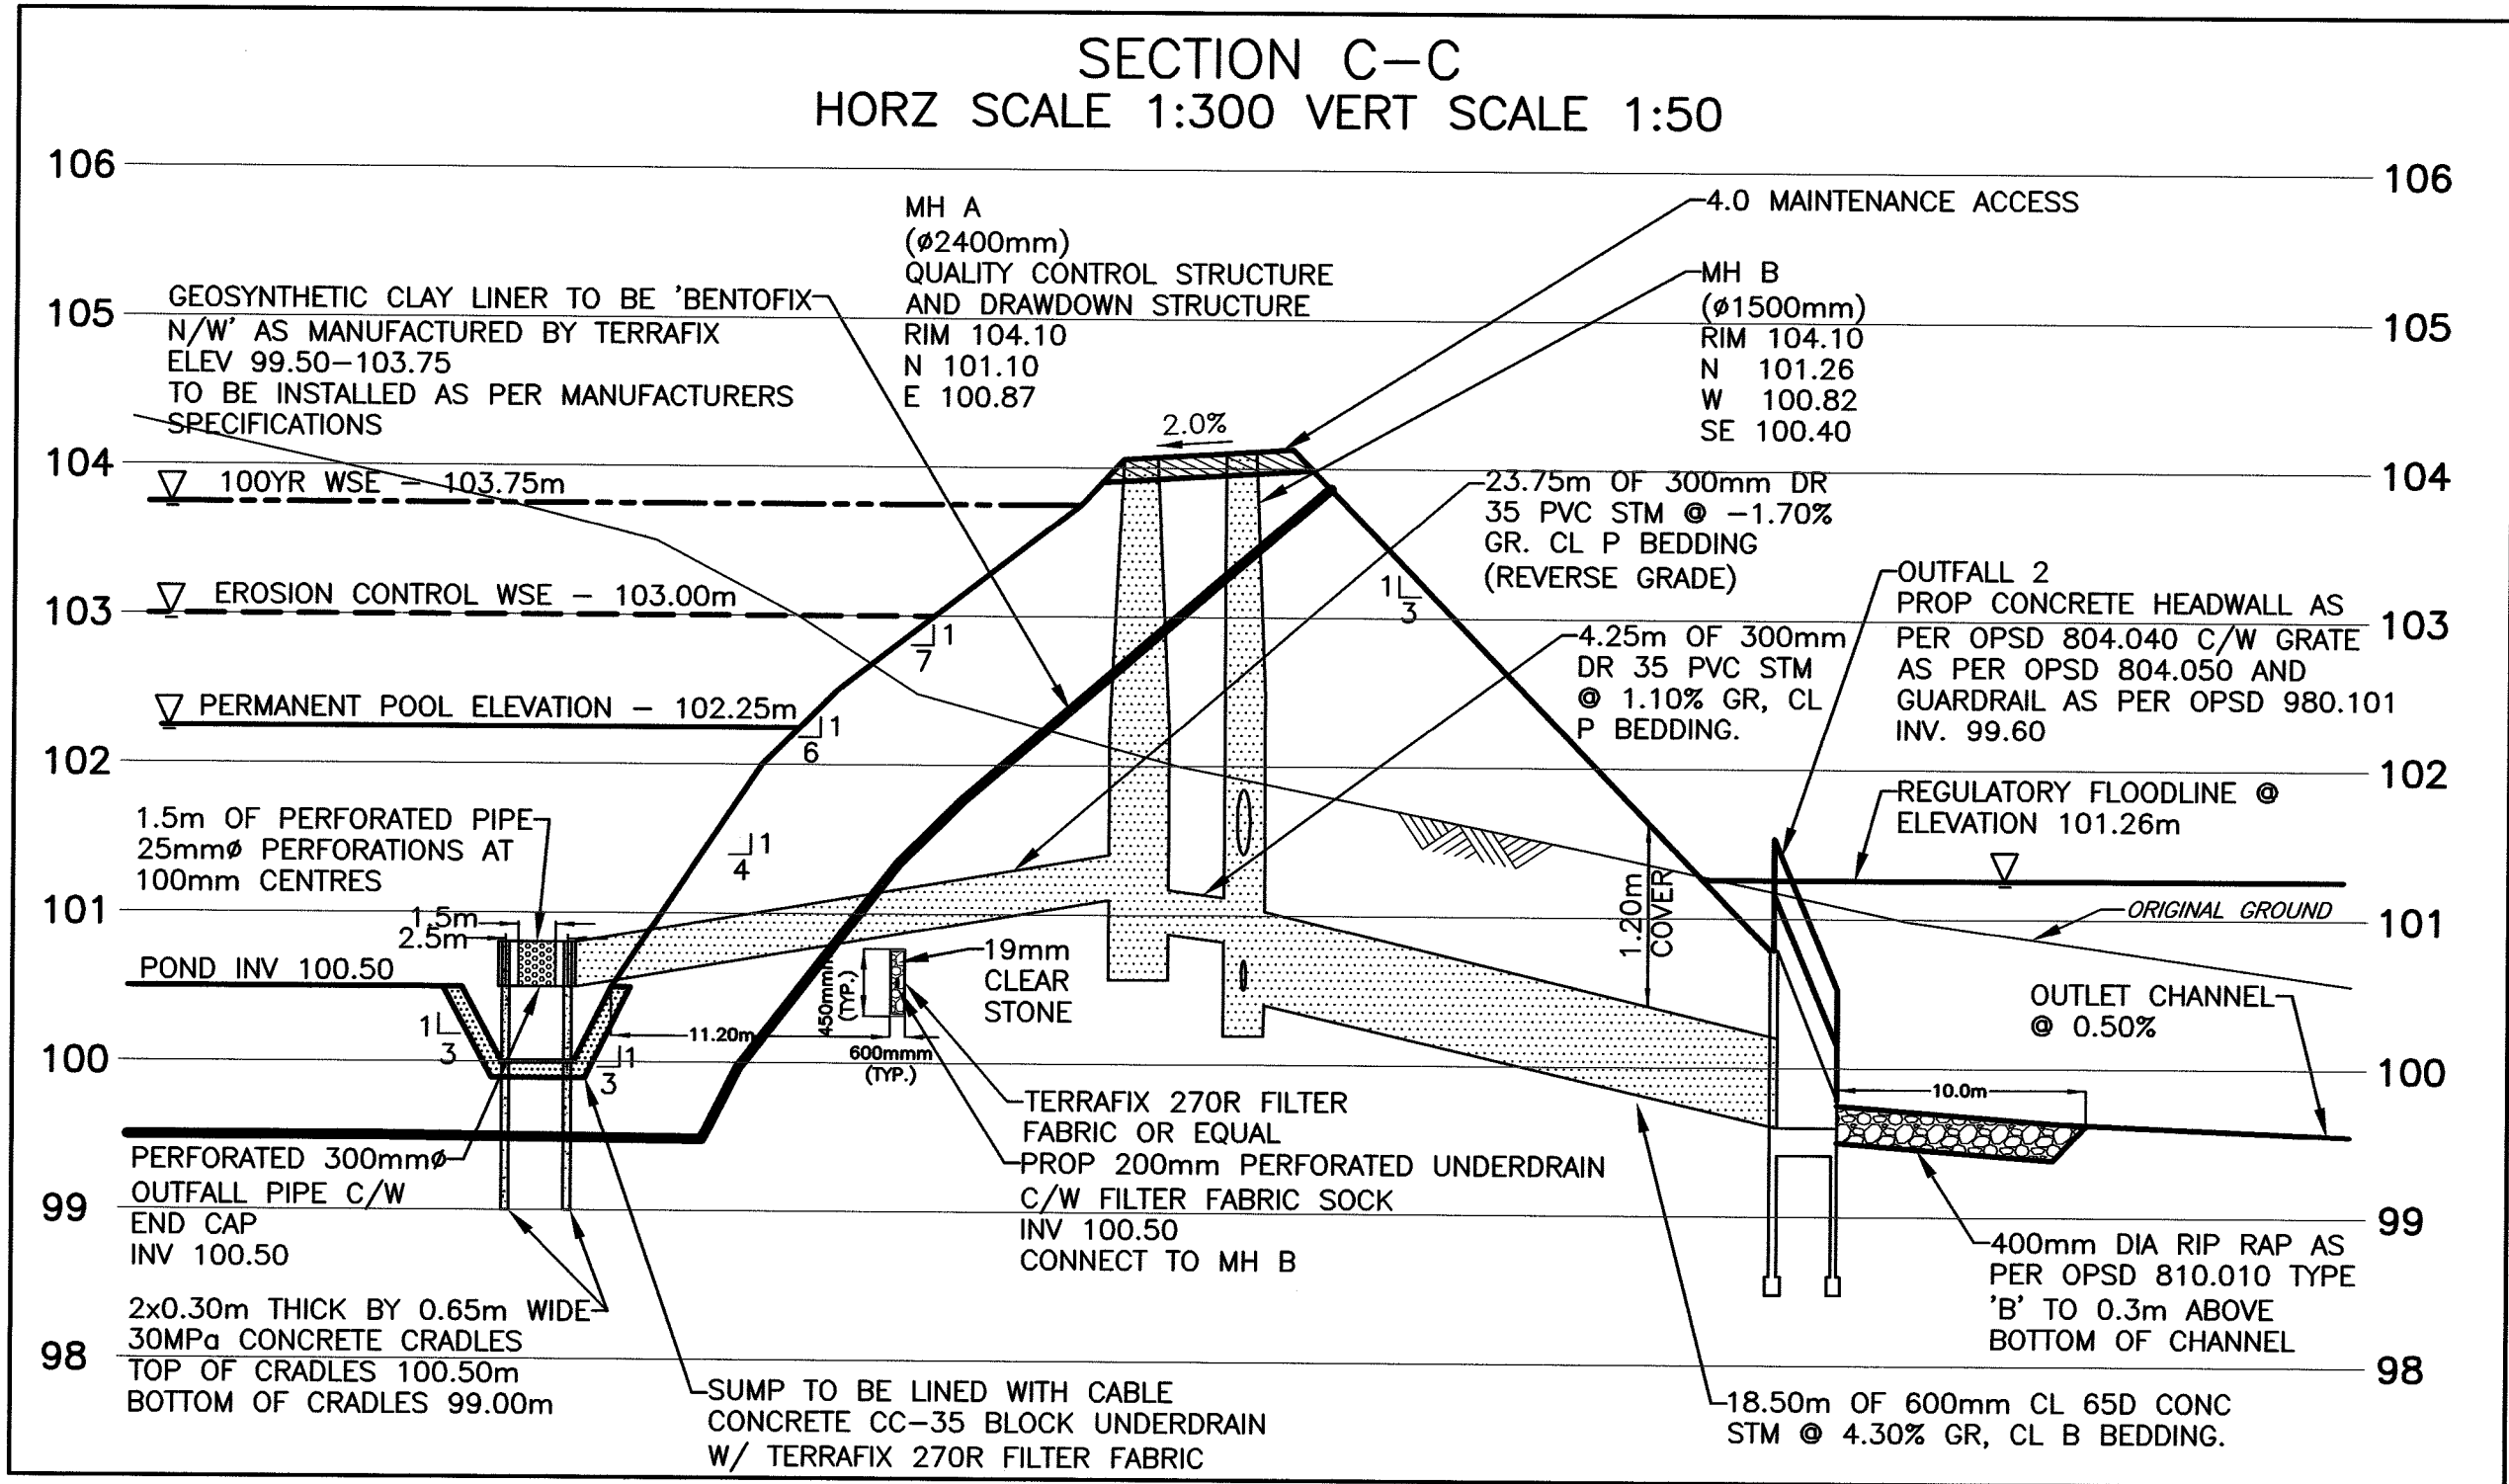 SECTION C-C
HORZ SCALE 1:300 VERT SCALE 1:50
106
106
105
105
104
104
103
103
102
102
101
101
100
100
99
99
98
98
GEOSYNTHETIC CLAY LINER TO BE 'BENTOFIX
N/W' AS MANUFACTURED BY TERRAFIX
ELEV 99.50-103.75
TO BE INSTALLED AS PER MANUFACTURERS
SPECIFICATIONS
MH A
(ø2400mm)
QUALITY CONTROL STRUCTURE
AND DRAWDOWN STRUCTURE
RIM 104.10
N 101.10
E 100.87
4.0 MAINTENANCE ACCESS
MH B
(ø1500mm)
RIM 104.10
N 101.26
W 100.82
SE 100.40
2.0%
100YR WSE - 103.75m
EROSION CONTROL WSE - 103.00m
PERMANENT POOL ELEVATION - 102.25m
1
7
1
6
1
4
1
3
23.75m OF 300mm DR
35 PVC STM @ -1.70%
GR. CL P BEDDING
(REVERSE GRADE)
4.25m OF 300mm
DR 35 PVC STM
@ 1.10% GR, CL
P BEDDING.
OUTFALL 2
PROP CONCRETE HEADWALL AS
PER OPSD 804.040 C/W GRATE
AS PER OPSD 804.050 AND
GUARDRAIL AS PER OPSD 980.101
INV. 99.60
REGULATORY FLOODLINE @
ELEVATION 101.26m
1.5m OF PERFORATED PIPE
25mmø PERFORATIONS AT
100mm CENTRES
1.5m
2.5m
POND INV 100.50
1
3
1
3
11.20m
450mmm
(TYP.)
600mmm
(TYP.)
19mm
CLEAR
STONE
1.20m
COVER
ORIGINAL GROUND
OUTLET CHANNEL
@ 0.50%
10.0m
PERFORATED 300mmø
OUTFALL PIPE C/W
END CAP
INV 100.50
TERRAFIX 270R FILTER
FABRIC OR EQUAL
PROP 200mm PERFORATED UNDERDRAIN
C/W FILTER FABRIC SOCK
INV 100.50
CONNECT TO MH B
2x0.30m THICK BY 0.65m WIDE
30MPa CONCRETE CRADLES
TOP OF CRADLES 100.50m
BOTTOM OF CRADLES 99.00m
SUMP TO BE LINED WITH CABLE
CONCRETE CC-35 BLOCK UNDERDRAIN
W/ TERRAFIX 270R FILTER FABRIC
400mm DIA RIP RAP AS
PER OPSD 810.010 TYPE
'B' TO 0.3m ABOVE
BOTTOM OF CHANNEL
18.50m OF 600mm CL 65D CONC
STM @ 4.30% GR, CL B BEDDING.